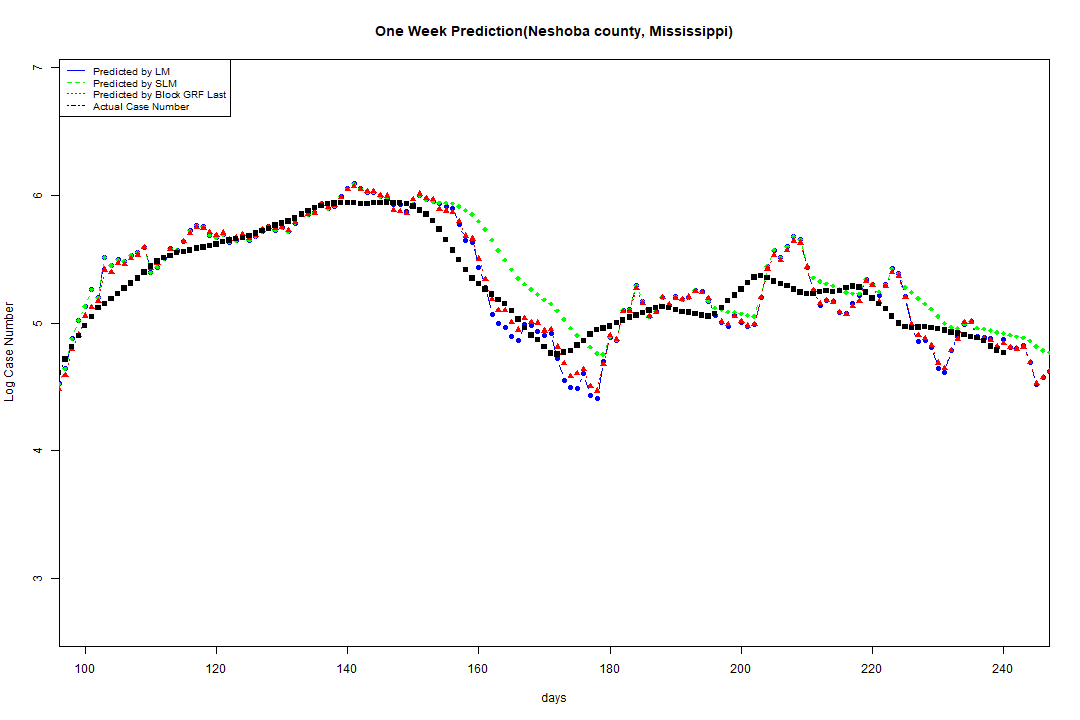 One Week Prediction(Neshoba county, Mississippi)
Predicted by LM
Predicted by SLM
Predicted by Block GRF Last
Actual Case Number
7
6
5
4
3
Log Case Number
100 120 140 160 180 200 220 240
days